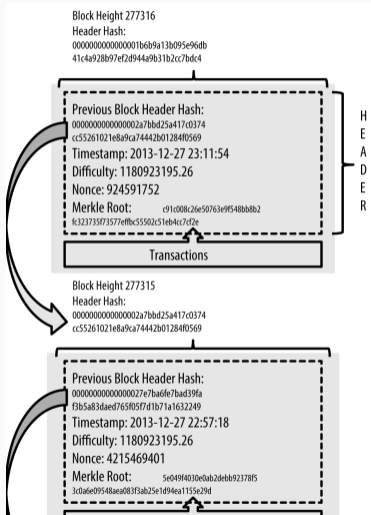 Block Height 277316
Header Hash:
0000000000000001b6b9a13b095e96db
41c4a928b97ef2d944a9b31b2cc7bdc4
Previous Block Header Hash:
0000000000000002a7bbd25a417c0374
cc55261021e8a9ca74442b01284f0569
Timestamp: 2013-12-27 23:11:54
Difficulty: 1180923195.26
Nonce: 924591752
Merkle Root: c91c008c26e50763e9f548bb8b2
fc323735f73577effbc55502c51eb4cc7cf2e
Transactions
HEADER
Block Height 277315
Header Hash:
0000000000000002a7bbd25a417c0374
cc55261021e8a9ca74442b01284f0569
Previous Block Header Hash:
00000000000000027e7ba6fe7bad39fa
f3b5a83daed765f05f7d1b71a1632249
Timestamp: 2013-12-27 22:57:18
Difficulty: 1180923195.26
Nonce: 4215469401
Merkle Root: 5e049f4030e0ab2debb92378f5
3c0a6e09548aea083f3ab25e1d94ea1155e29d